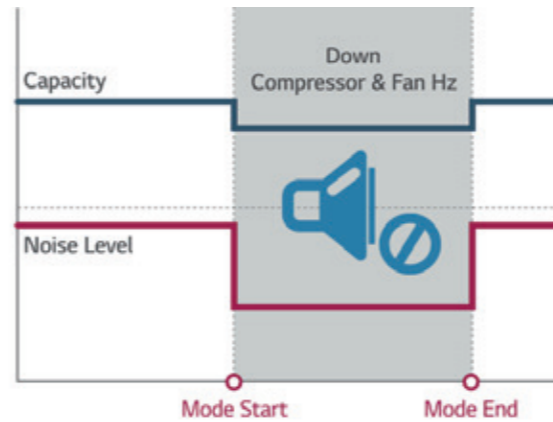 Down
Compressor & Fan Hz
Capacity
Noise Level
Mode Start
Mode End